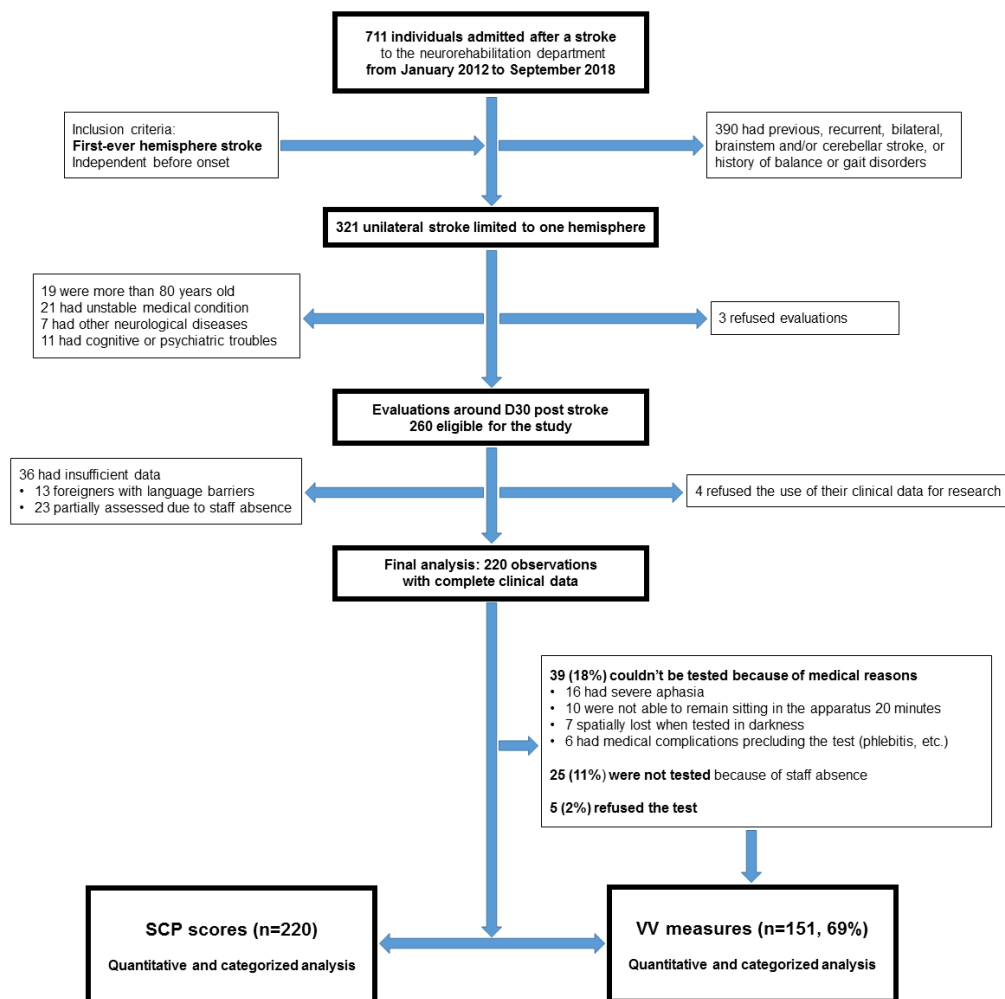 711 individuals admitted after a stroke
to the neurorehabilitation department
from January 2012 to September 2018
Inclusion criteria:
First-ever hemisphere stroke
Independent before onset
390 had previous, recurrent, bilateral,
brainstem and/or cerebellar stroke, or
history of balance or gait disorders
321 unilateral stroke limited to one hemisphere
19 were more than 80 years old
21 had unstable medical condition
7 had other neurological diseases
11 had cognitive or psychiatric troubles
3 refused evaluations
Evaluations around D30 post stroke
260 eligible for the study
36 had insufficient data
• 13 foreigners with language barriers
• 23 partially assessed due to staff absence
4 refused the use of their clinical data for research
Final analysis: 220 observations
with complete clinical data
39 (18%) couldn't be tested because of medical reasons
• 16 had severe aphasia
• 10 were not able to remain sitting in the apparatus 20 minutes
• 7 spatially lost when tested in darkness
• 6 had medical complications precluding the test (phlebitis, etc.)
25 (11%) were not tested because of staff absence
5 (2%) refused the test
SCP scores (n=220)
Quantitative and categorized analysis
VV measures (n=151, 69%)
Quantitative and categorized analysis